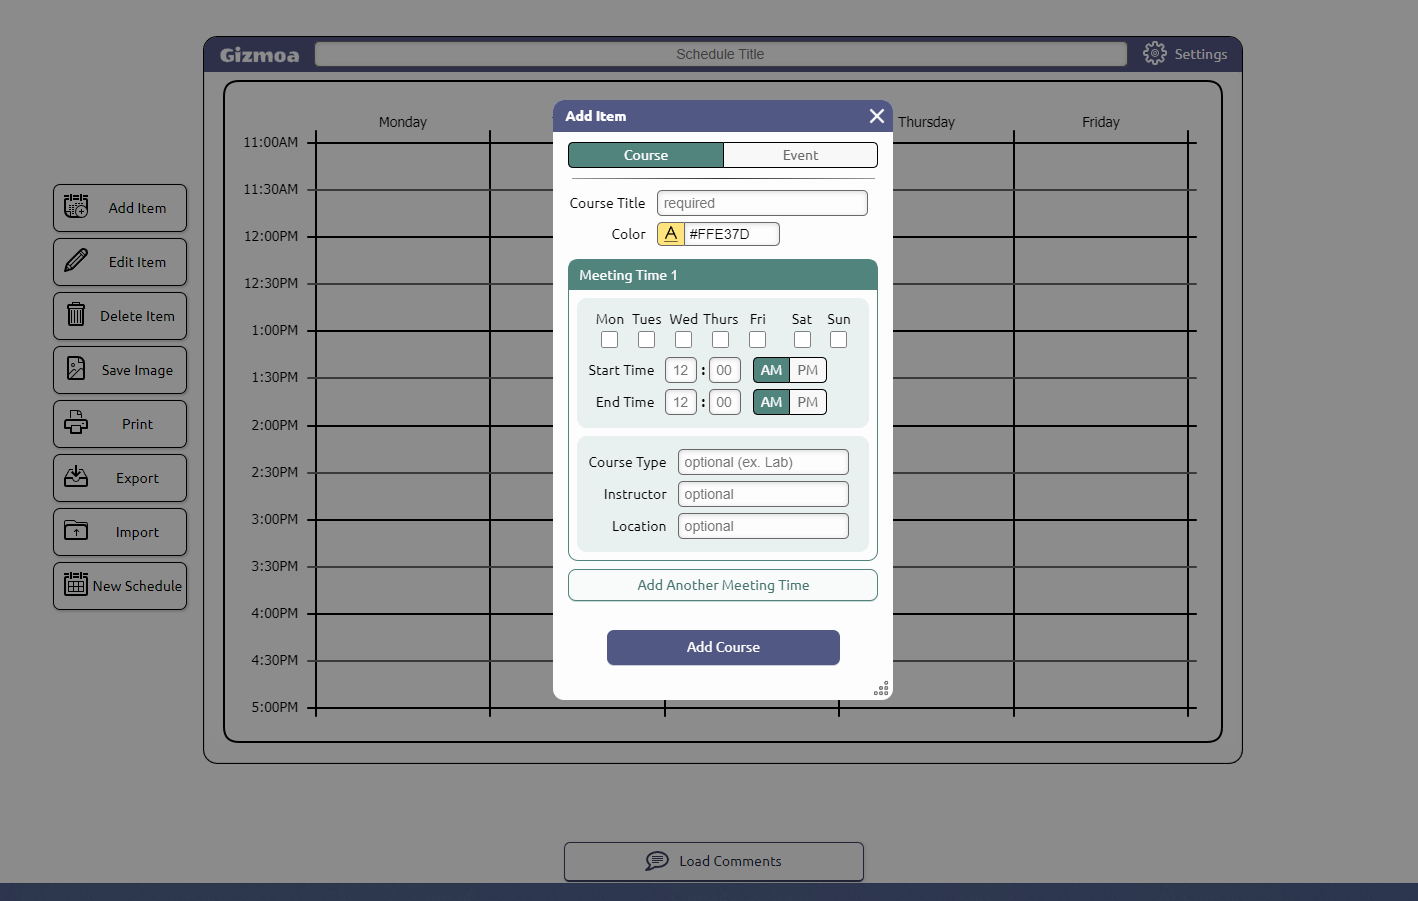 Gizmoa
Schedule Title
Settings
Monday
Thursday
Friday
11:00AM
11:30AM
12:00PM
12:30PM
1:00PM
1:30PM
2:00PM
2:30PM
3:00PM
3:30PM
4:00PM
4:30PM
5:00PM
Add Item
Edit Item
Delete Item
Save Image
Print
Export
Import
New Schedule
Add Item
Course
Event
Course Title
required
Color
A
#FFE37D
Meeting Time 1
Mon Tues Wed Thurs Fri Sat Sun
Start Time 12 : 00 AM PM
End Time 12 : 00 AM PM
Course Type optional (ex. Lab)
Instructor optional
Location optional
Add Another Meeting Time
Add Course
Load Comments